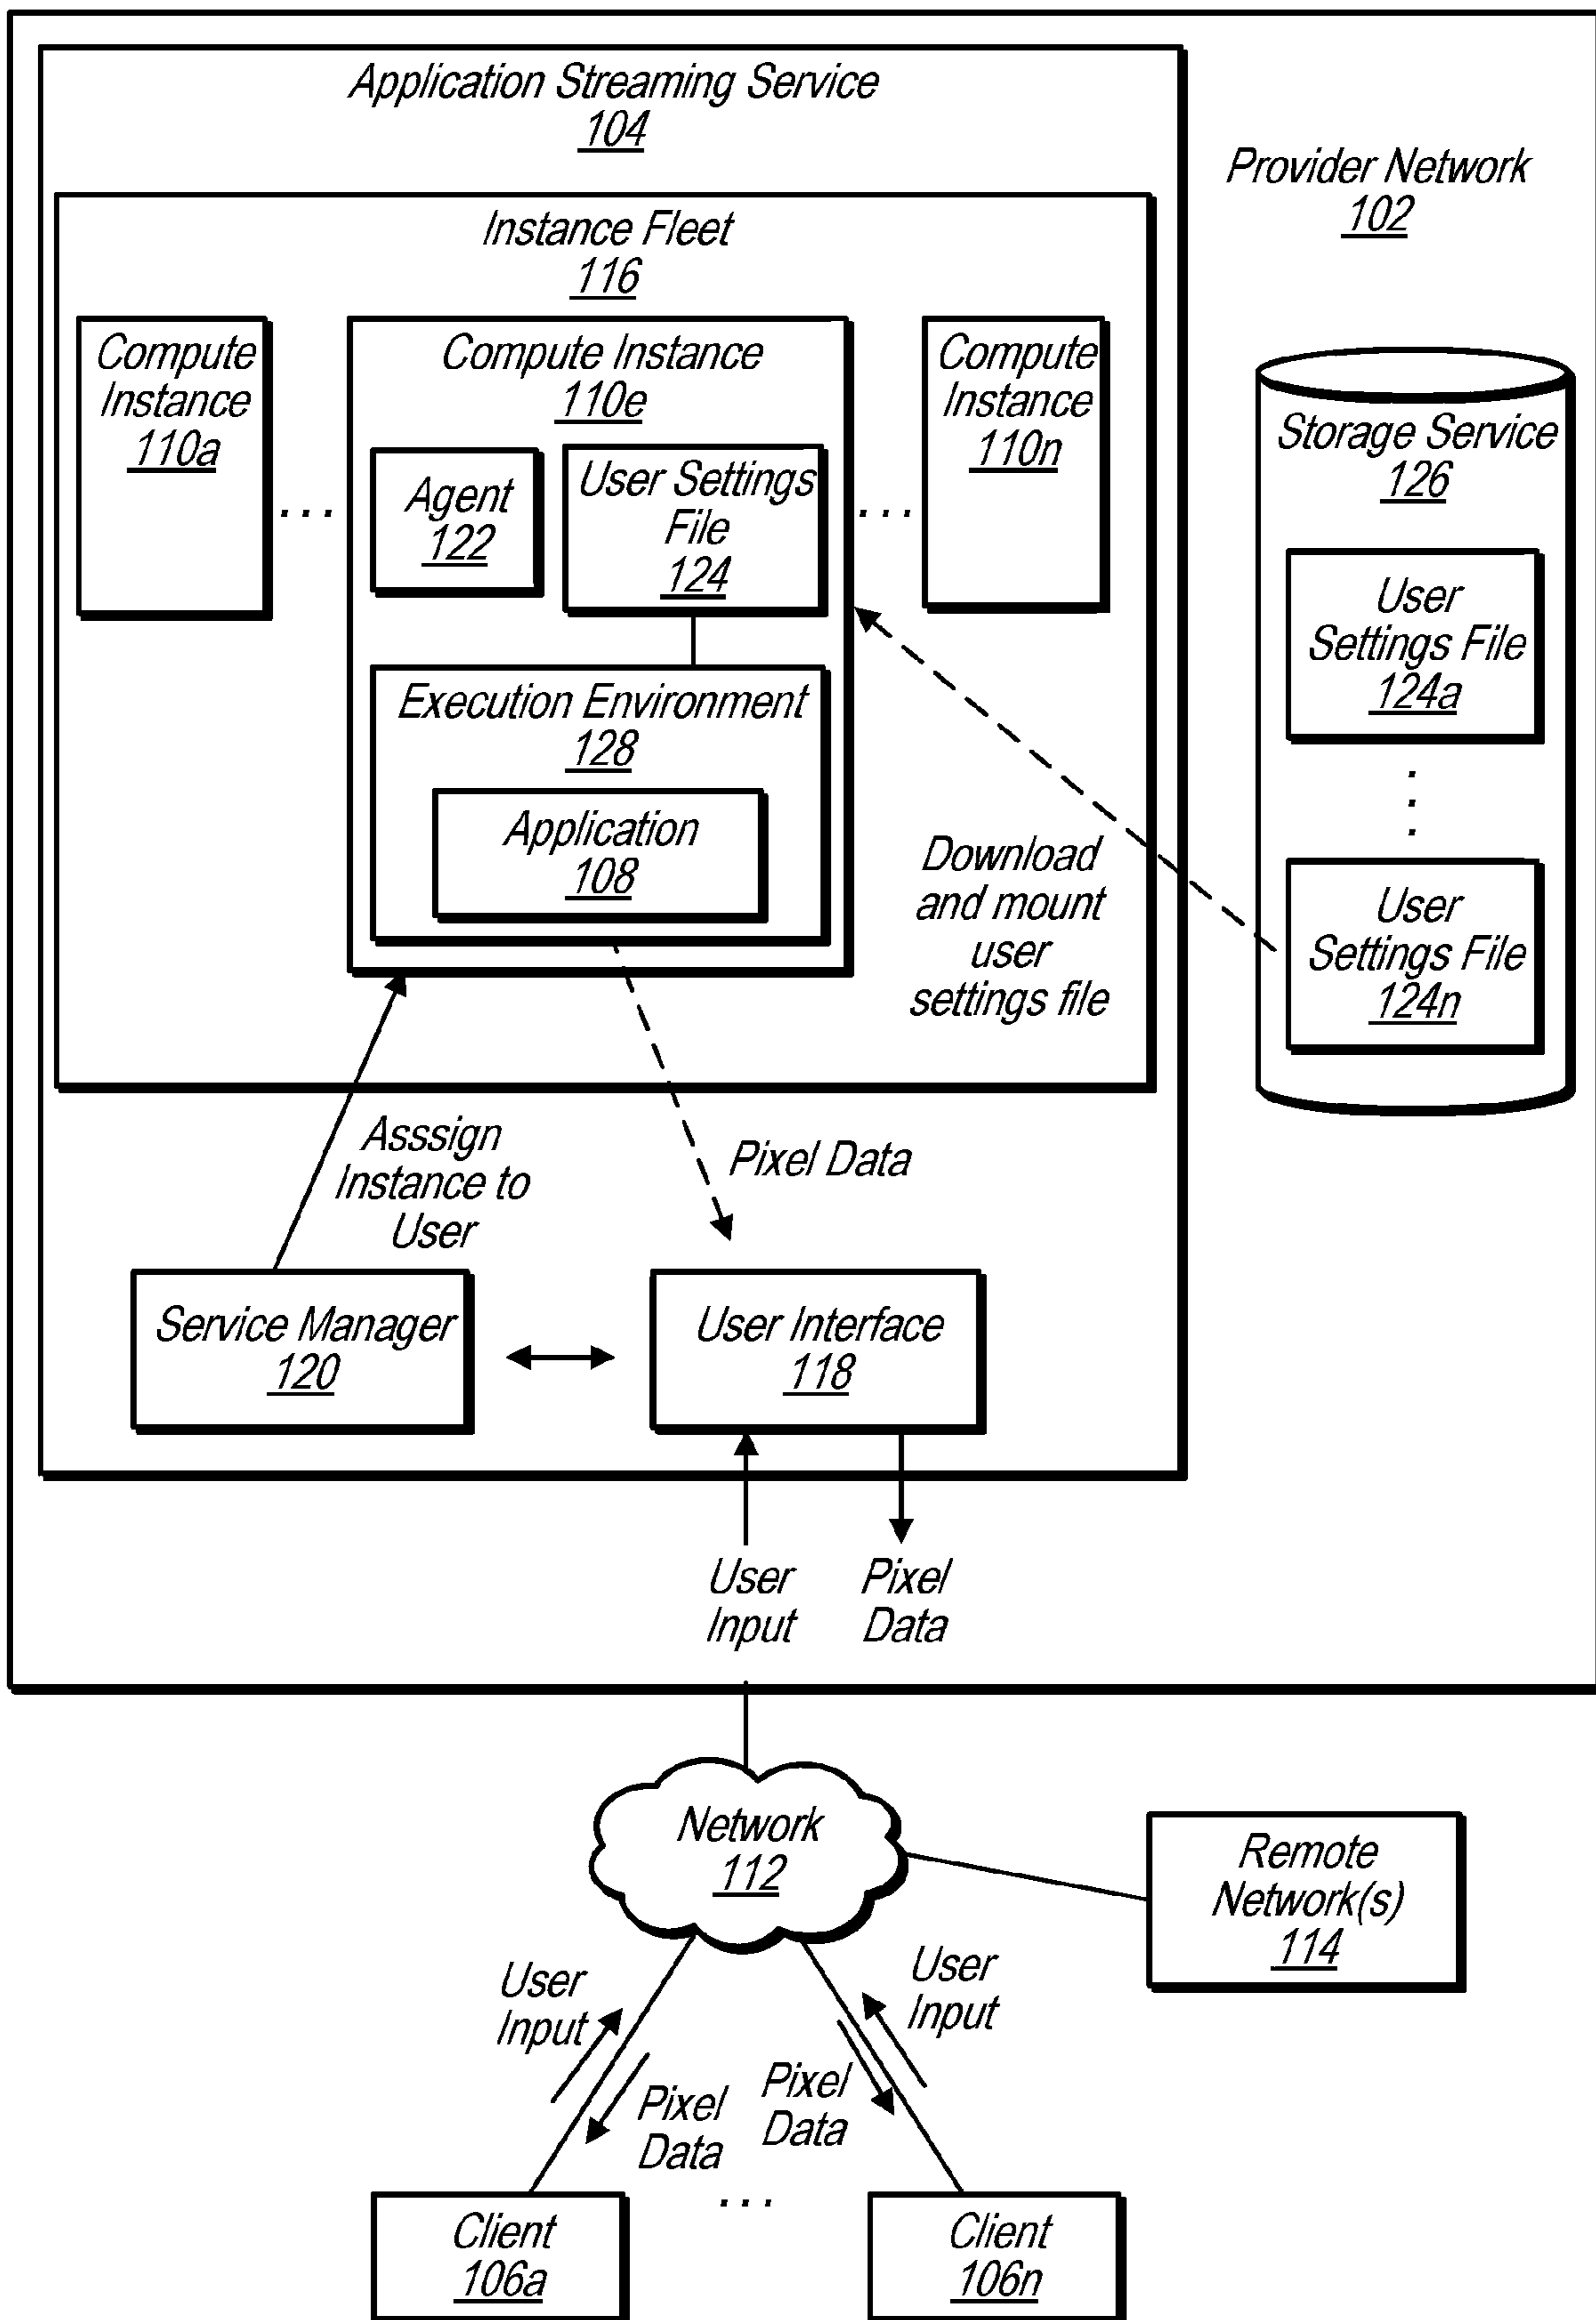 Application Streaming Service
104
Provider Network
102
Instance Fleet
116
Compute
Instance
110a
. . .
Compute Instance
110e
Agent
122
User Settings
File
124
Execution Environment
128
Application
108
. . .
Compute
Instance
110n
Storage Service
126
User
Settings File
124a
.
.
.
User
Settings File
124n
Download
and mount
user
settings file
Asssign
Instance to
User
Pixel Data
Service Manager
120
User Interface
118
User
Input
Pixel
Data
Network
112
Remote
Network(s)
114
User
Input
Pixel
Data
Pixel
Data
User
Input
. . .
Client
106a
Client
106n